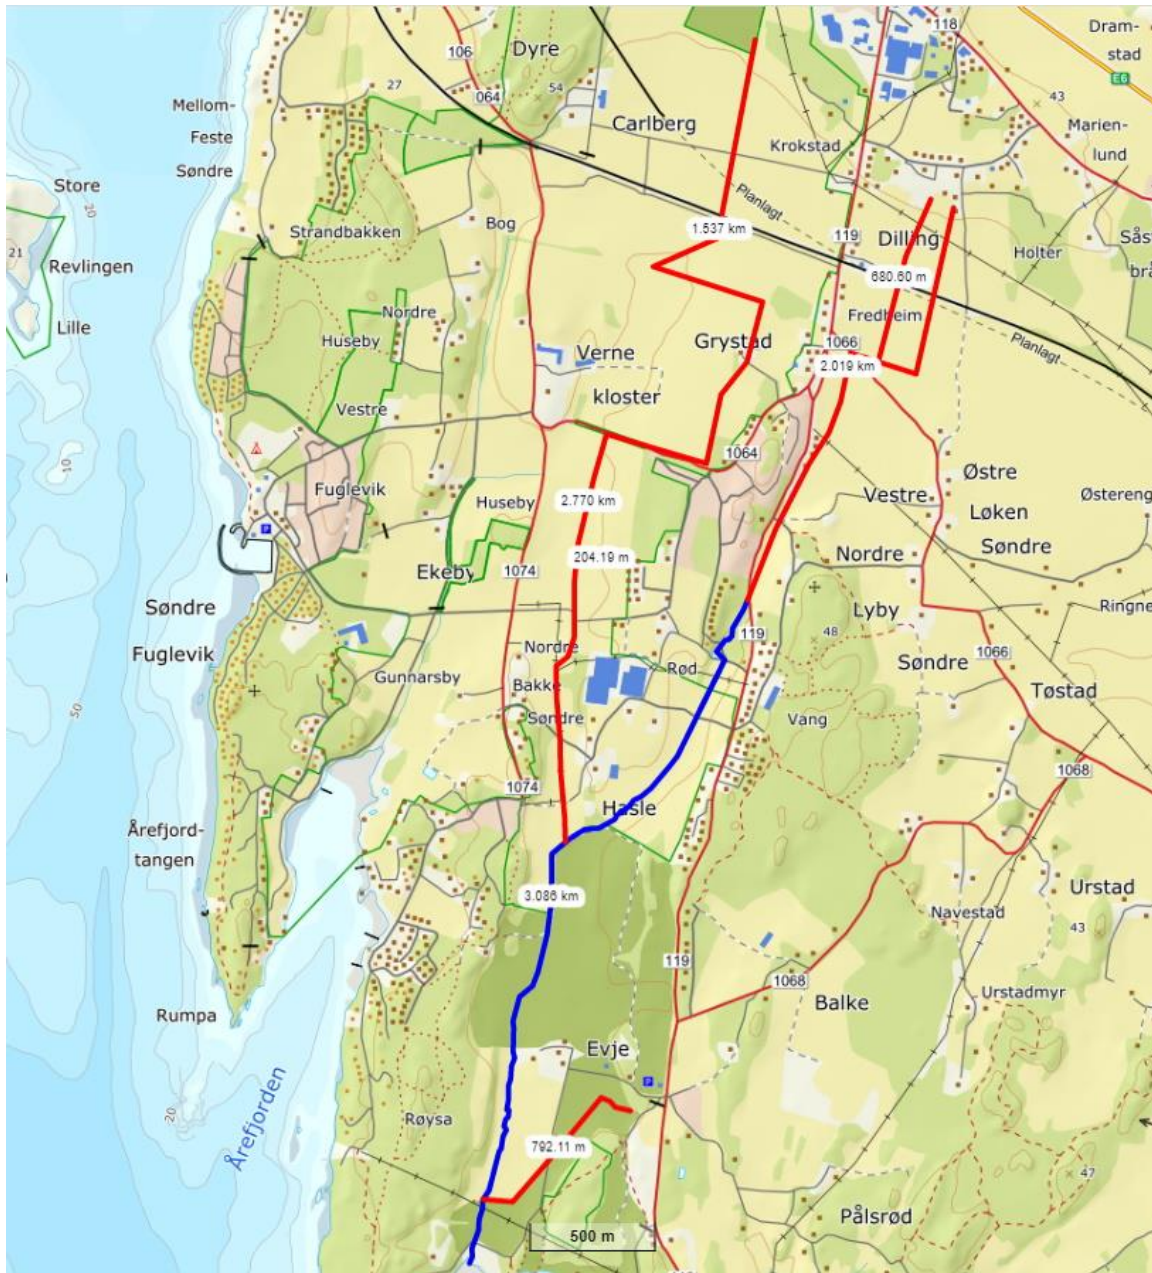 118
Dram-
stad
E6
106
Dyre
27
54
064
43
Mellom-
Feste
Søndre
Carlberg
Krokstad
Marien-
lund
Store
20
21
Revlingen
Lille
Strandbakken
Bog
Planlagt
1.537 km
119
Dilling
Holter
Sås
brå
680.60 m
Nordre
Huseby
Fredheim
Planlagt
Verne
kloster
Grystad
1066
2.019 km
Vestre
10
1064
Østre
Løken
Søndre
Vestre
Østereng
Fuglevik
Huseby
2.770 km
P
Nordre
204.19 m
Ekeby
1074
Søndre
Fuglevik
Lyby
Ringne
119
48
Søndre
1066
Nordre
Bakke
Søndre
Rød
Gunnarsby
Tøstad
50
Vang
1074
1068
Hasle
Årefjord-
tangen
3.086 km
Urstad
Navestad
43
119
1068
Balke
Urstadmyr
Rumpa
Evje
P
20
Årefjorden
Røysa
792.11 m
47
Pålsrød
500 m